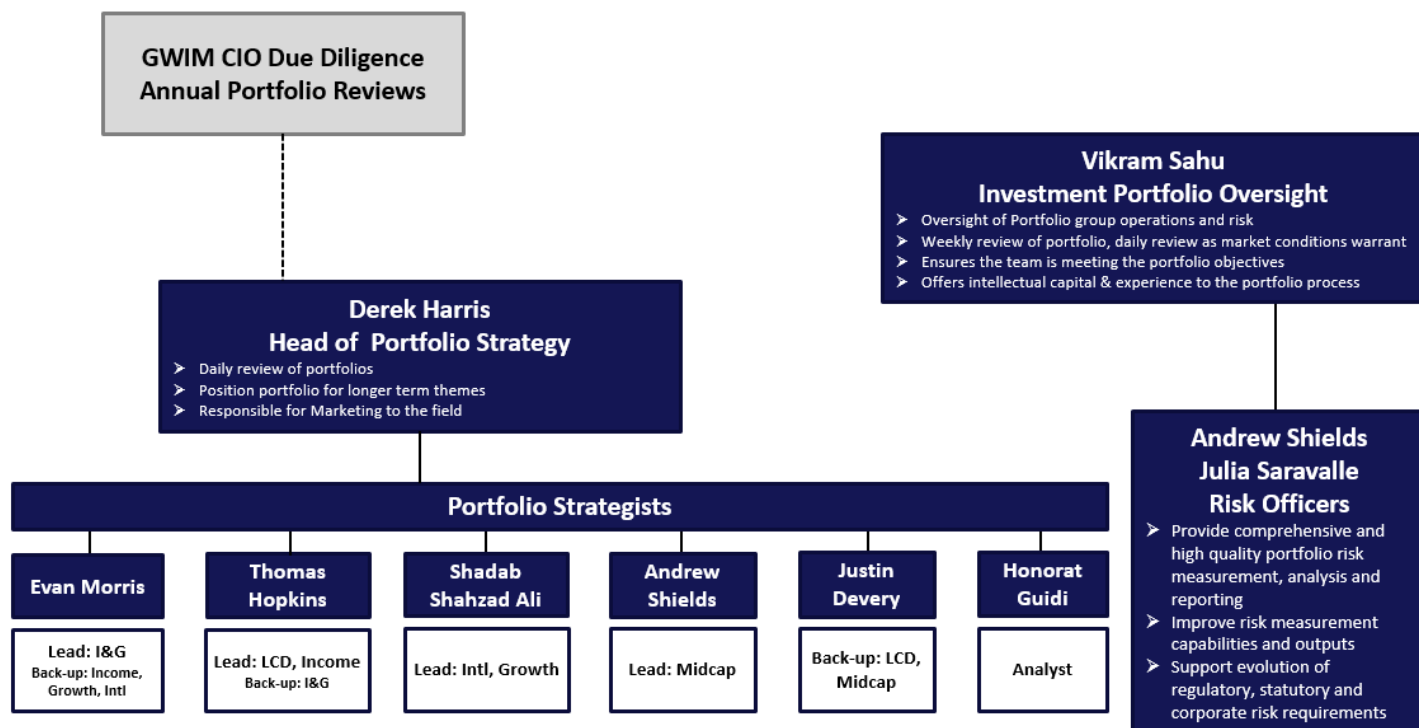 GWIM CIO Due Diligence
Annual Portfolio Reviews
Vikram Sahu
Investment Portfolio Oversight
➢ Oversight of Portfolio group operations and risk
➢ Weekly review of portfolio, daily review as market conditions warrant
➢ Ensures the team is meeting the portfolio objectives
➢ Offers intellectual capital & experience to the portfolio process
Derek Harris
Head of Portfolio Strategy
➢ Daily review of portfolios
➢ Position portfolio for longer term themes
➢ Responsible for Marketing to the field
Andrew Shields
Julia Saravalle
Risk Officers
➢ Provide comprehensive and
high quality portfolio risk
measurement, analysis and
reporting
➢ Improve risk measurement
capabilities and outputs
➢ Support evolution of
regulatory, statutory and
corporate risk requirements
Portfolio Strategists
Evan Morris
Lead: I&G
Back-up: Income,
Growth, Intl
Thomas
Hopkins
Lead: LCD, Income
Back-up: I&G
Shadab
Shahzad Ali
Lead: Intl, Growth
Andrew
Shields
Lead: Midcap
Justin
Devery
Back-up: LCD,
Midcap
Honorat
Guidi
Analyst